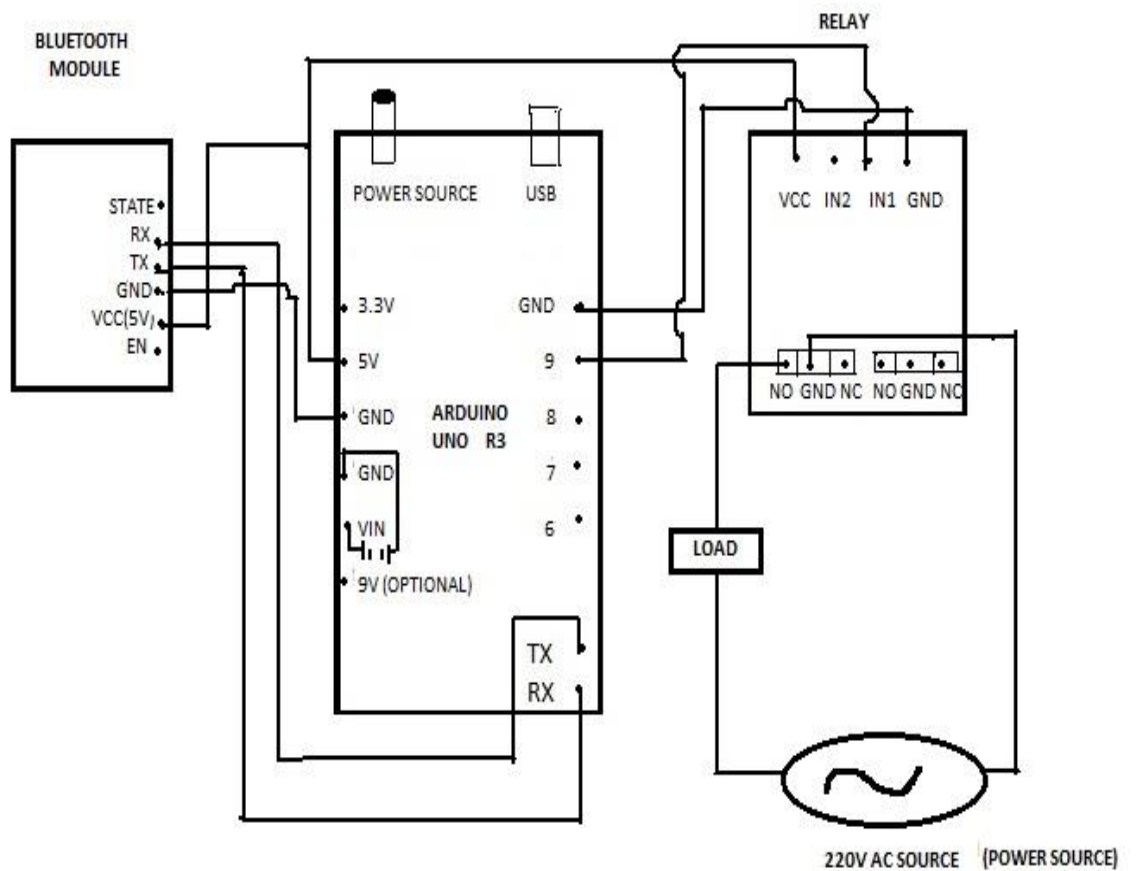 BLUETOOTH
MODULE
RELAY
STATE
RX
TX
GND
VCC(5V)
EN
POWER SOURCE
USB
3.3V
5V
GND
GND
VIN
9V (OPTIONAL)
ARDUINO
UNO R3
GND
9
8
7
6
TX
RX
VCC IN2 IN1 GND
NO GND NC NO GND NC
LOAD
220V AC SOURCE (POWER SOURCE)